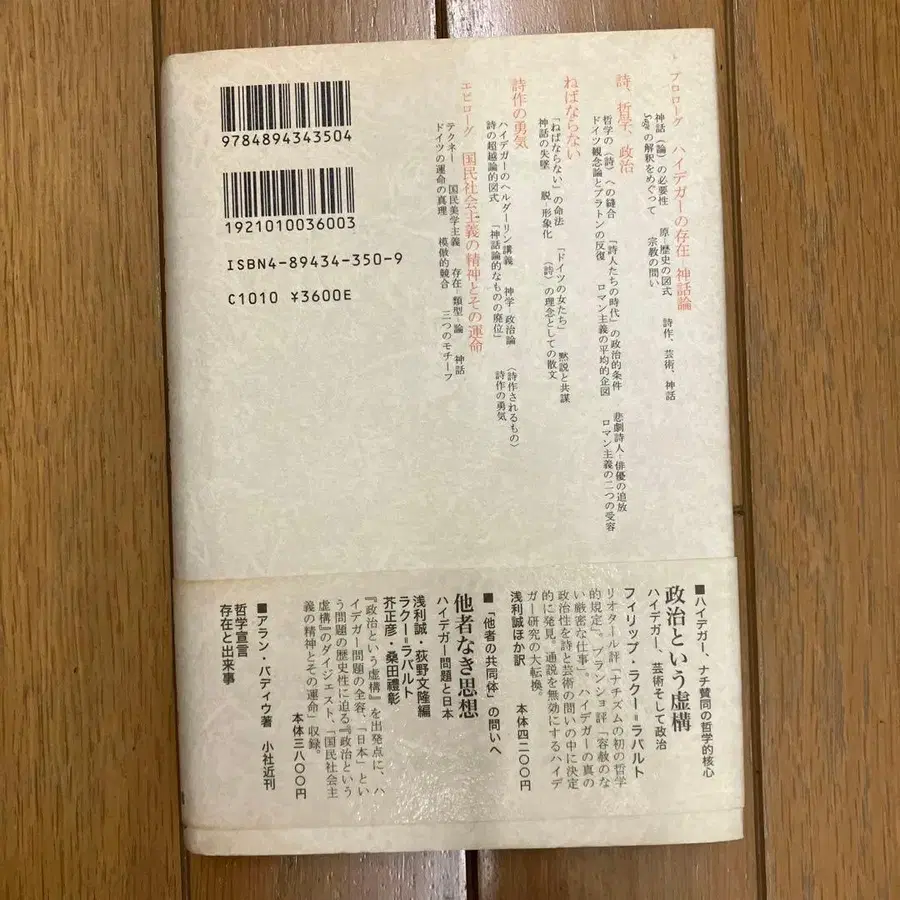 プロローグ ハイデガーの存在-神話論
神話(論)の必要性 原-歴史の図式 詩作、芸術、神話
Sageの解釈をめぐって 宗教の問い
詩、哲学、政治
哲学の〈詩〉への縫合 「詩人たちの時代」の政治的条件 悲劇詩人=俳優の追放
ドイツ観念論とプラトンの反復 ロマン主義の平均的企図 ロマン主義の二つの受容
ねばならない
「ねばならない」の命法 「ドイツの女たち」 黙説と共謀
神話の失墜 脱-形象化 〈詩〉の理念としての散文
詩作の勇気
ハイデガーのヘルダーリン講義 神学-政治論 〈詩作されるもの〉
詩の超越論的図式 「神話論的なものの廃位」 詩作の勇気
エピローグ 国民社会主義の精神とその運命
テクネー 国民美学主義 存在-類型-論 神話
ドイツの運命の真理 模倣的競合 三つのモチーフ
9784894343504
1921010036003
ISBN4-89434-350-9
C1010 ¥3600E
■ハイデガー、ナチ賛同の哲学的核心
政治という虚構
ハイデガー、芸術そして政治
フィリップ・ラクー=ラバルト
リオタール評「ナチズムの初の哲学
的規定」、ブランショ評「容赦のな
い厳密な仕事」。ハイデガーの真の
政治性を詩と芸術の問いの中に決定
的に発見。通説を無効にするハイデ
ガー研究の大転換。
浅利誠ほか訳 本体四二〇〇円
■「他者の共同体」の問いへ
他者なき思想
ハイデガー問題と日本
浅利誠・荻野文隆編
ラクー=ラバルト
芥正彦・桑田禮彰
『政治という虚構』を出発点に、ハ
イデガー問題の全容、「日本」とい
う問題の歴史性に迫る『政治という
虚構』のダイジェスト、「国民社会主
義の精神とその運命」収録。
本体三八〇〇円
■アラン・バディウ著 小社近刊
哲学宣言
存在と出来事